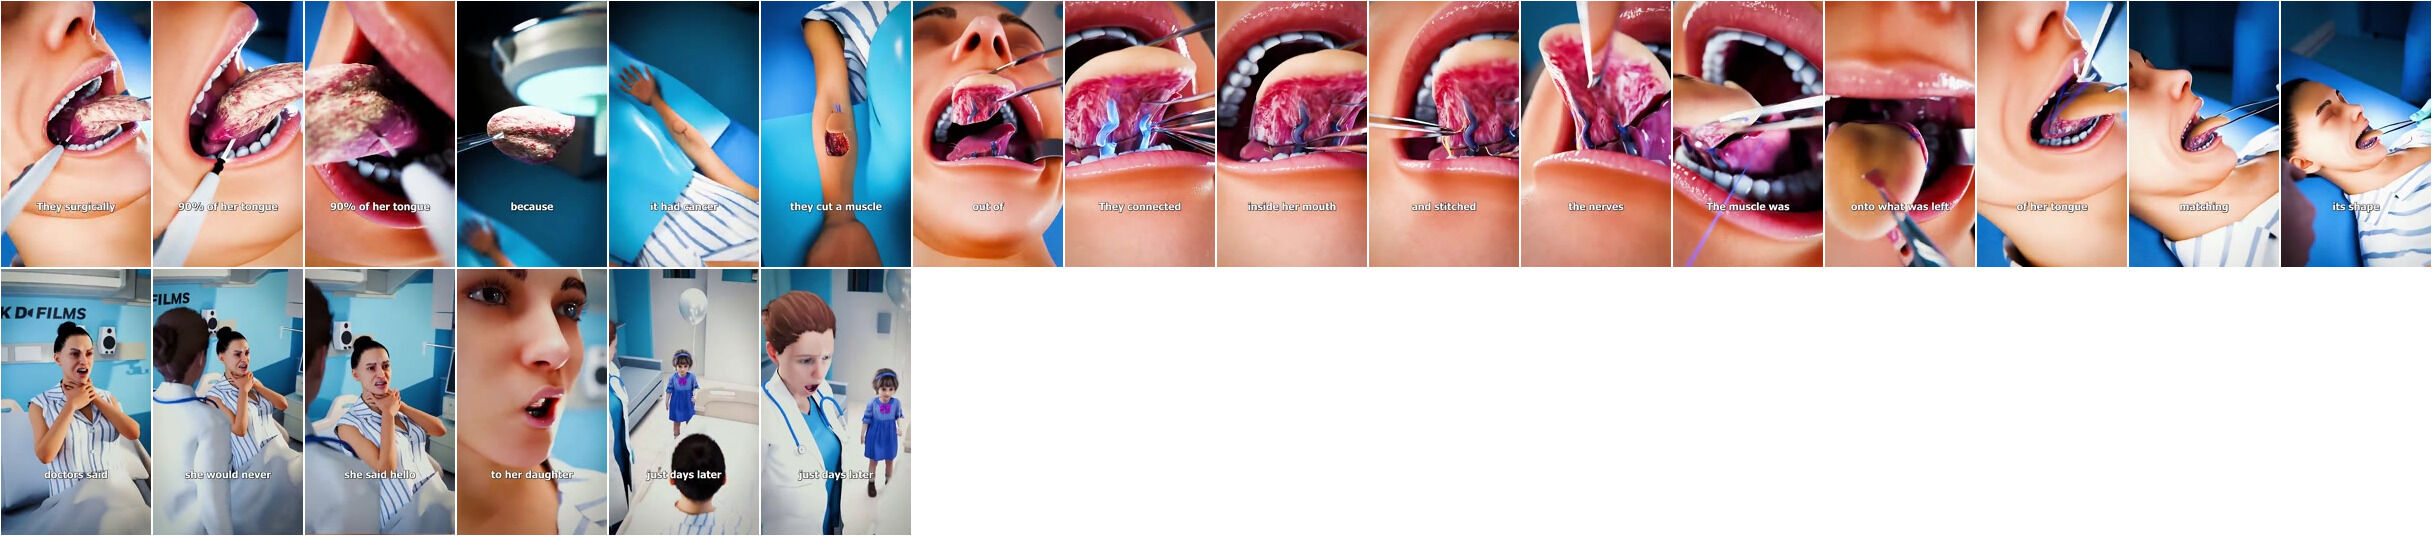 They surgically
90% of her tongue
90% of her tongue
because
it had cancer
they cut a muscle
out of
They connected
inside her mouth
and stitched
the nerves
The muscle was
onto what was left
of her tongue
matching
its shape
K D FILMS
FILMS
doctors said
she would never
she said hello
to her daughter
just days later
just days later